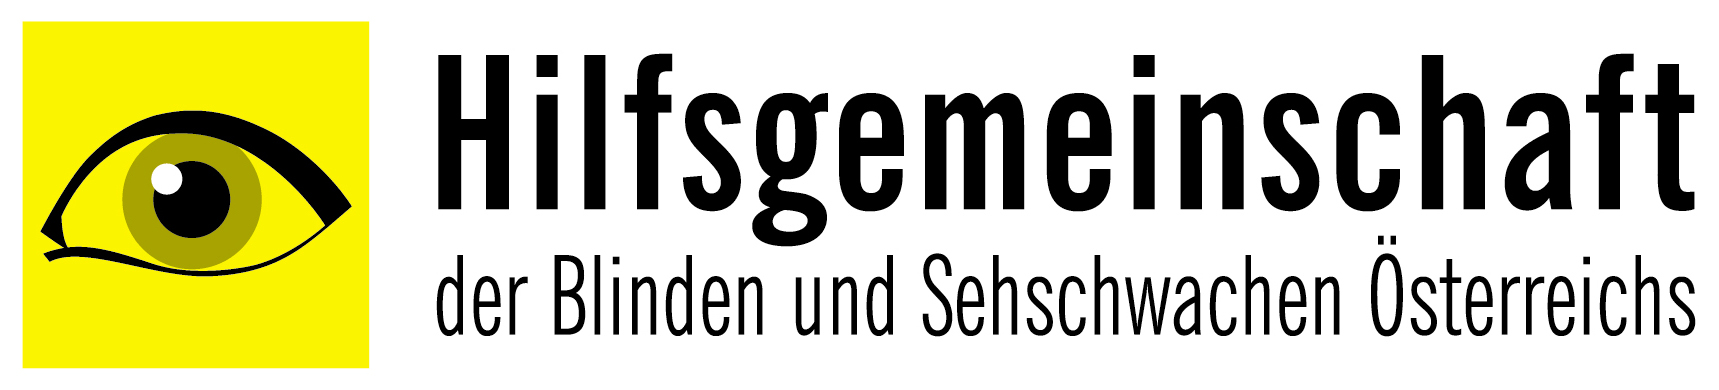 Hilfsgemeinschaft
der Blinden und Sehschwachen Österreichs